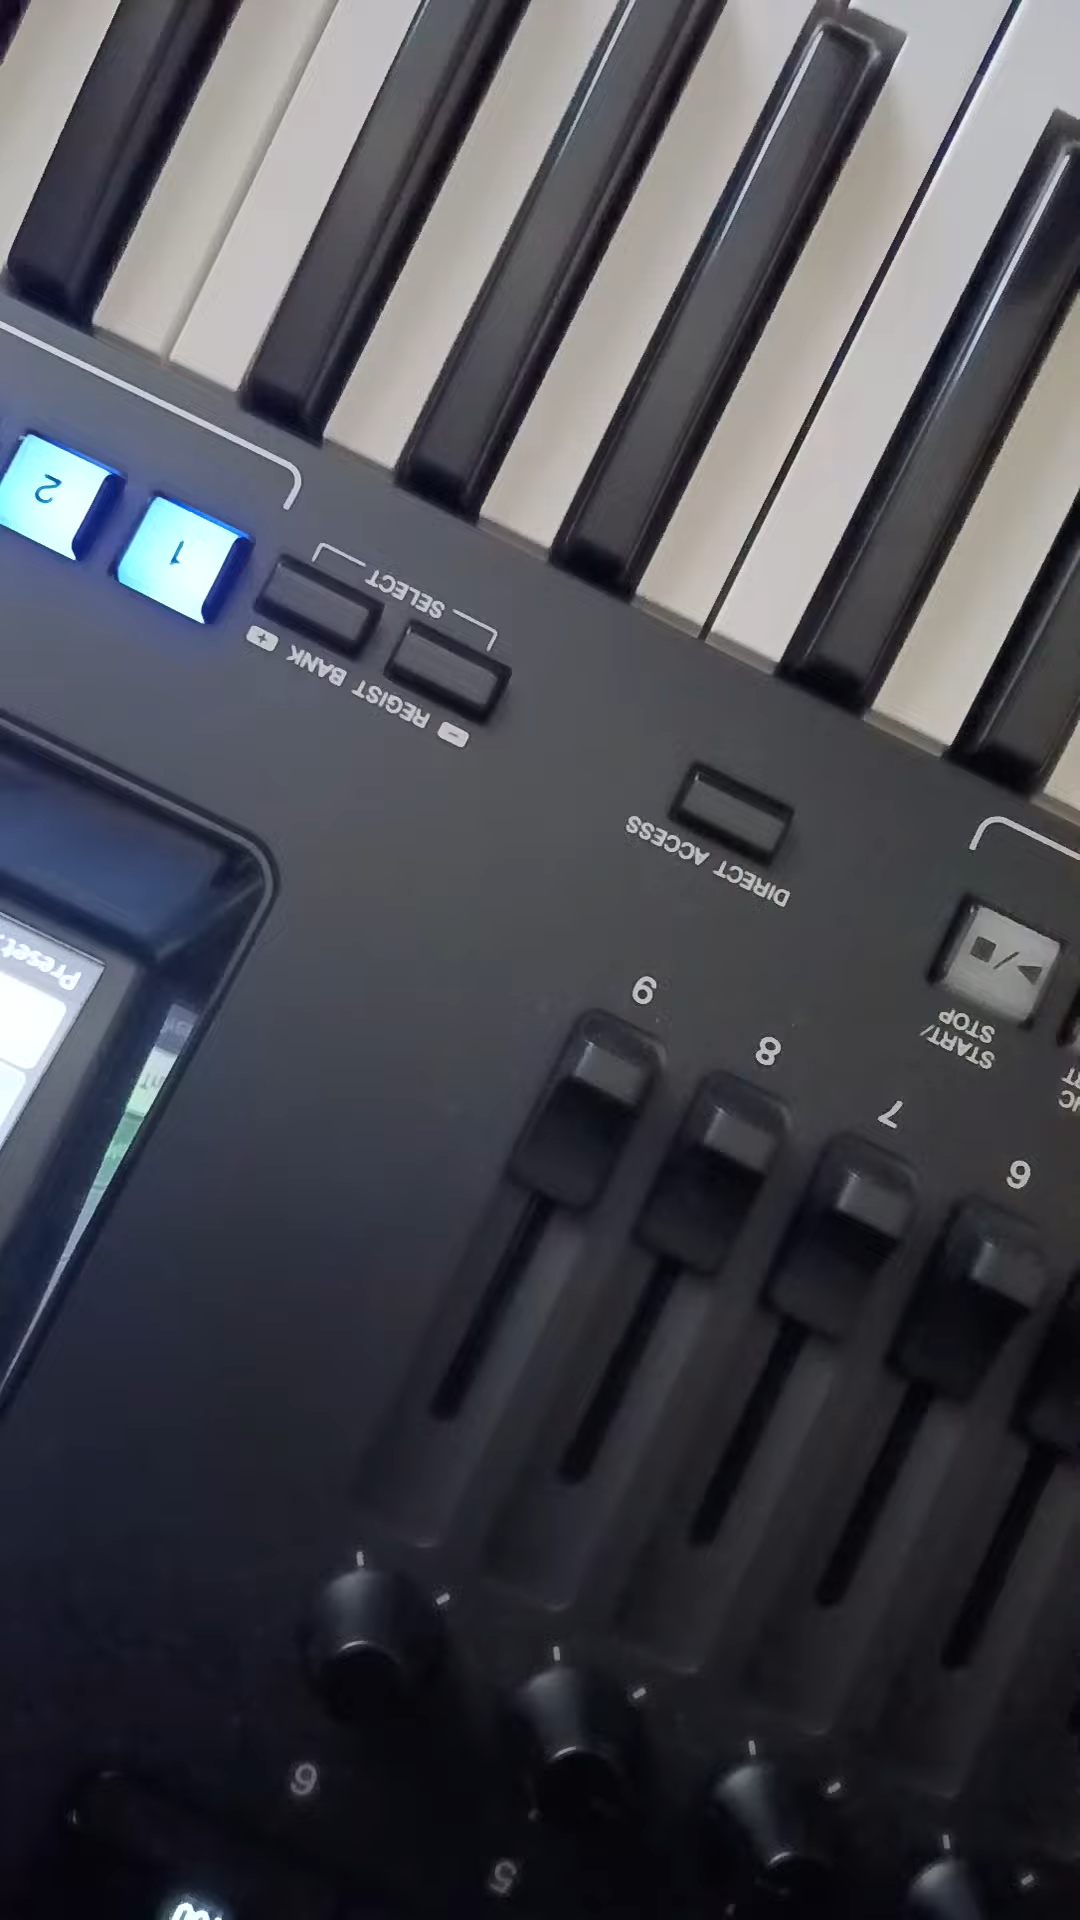 2
1
SELECT
REGIST BANK
-
+
DIRECT ACCESS
START/
STOP
9
8
7
6
6
5
Preset